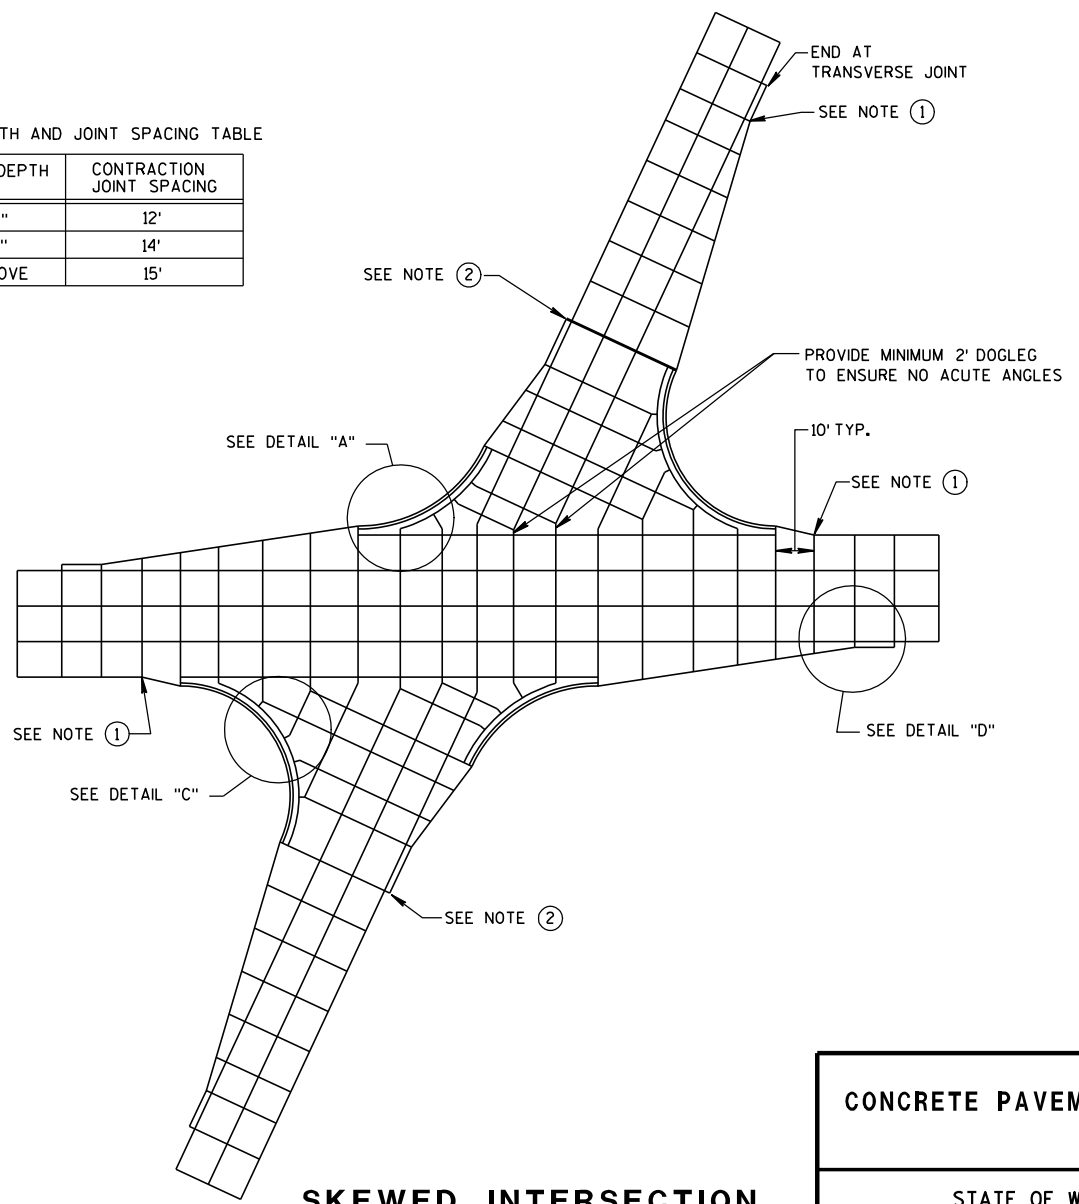 END AT
TRANSVERSE JOINT
SEE NOTE 1
TH AND JOINT SPACING TABLE
DEPTH
CONTRACTION
JOINT SPACING
" 12'
" 14'
OVE 15'
SEE NOTE 2
PROVIDE MINIMUM 2' DOGLEG
TO ENSURE NO ACUTE ANGLES
10' TYP.
SEE DETAIL "A"
SEE NOTE 1
SEE NOTE 1
SEE DETAIL "D"
SEE DETAIL "C"
SEE NOTE 2
CONCRETE PAVEM
STATE OF W
SKEWED INTERSECTION